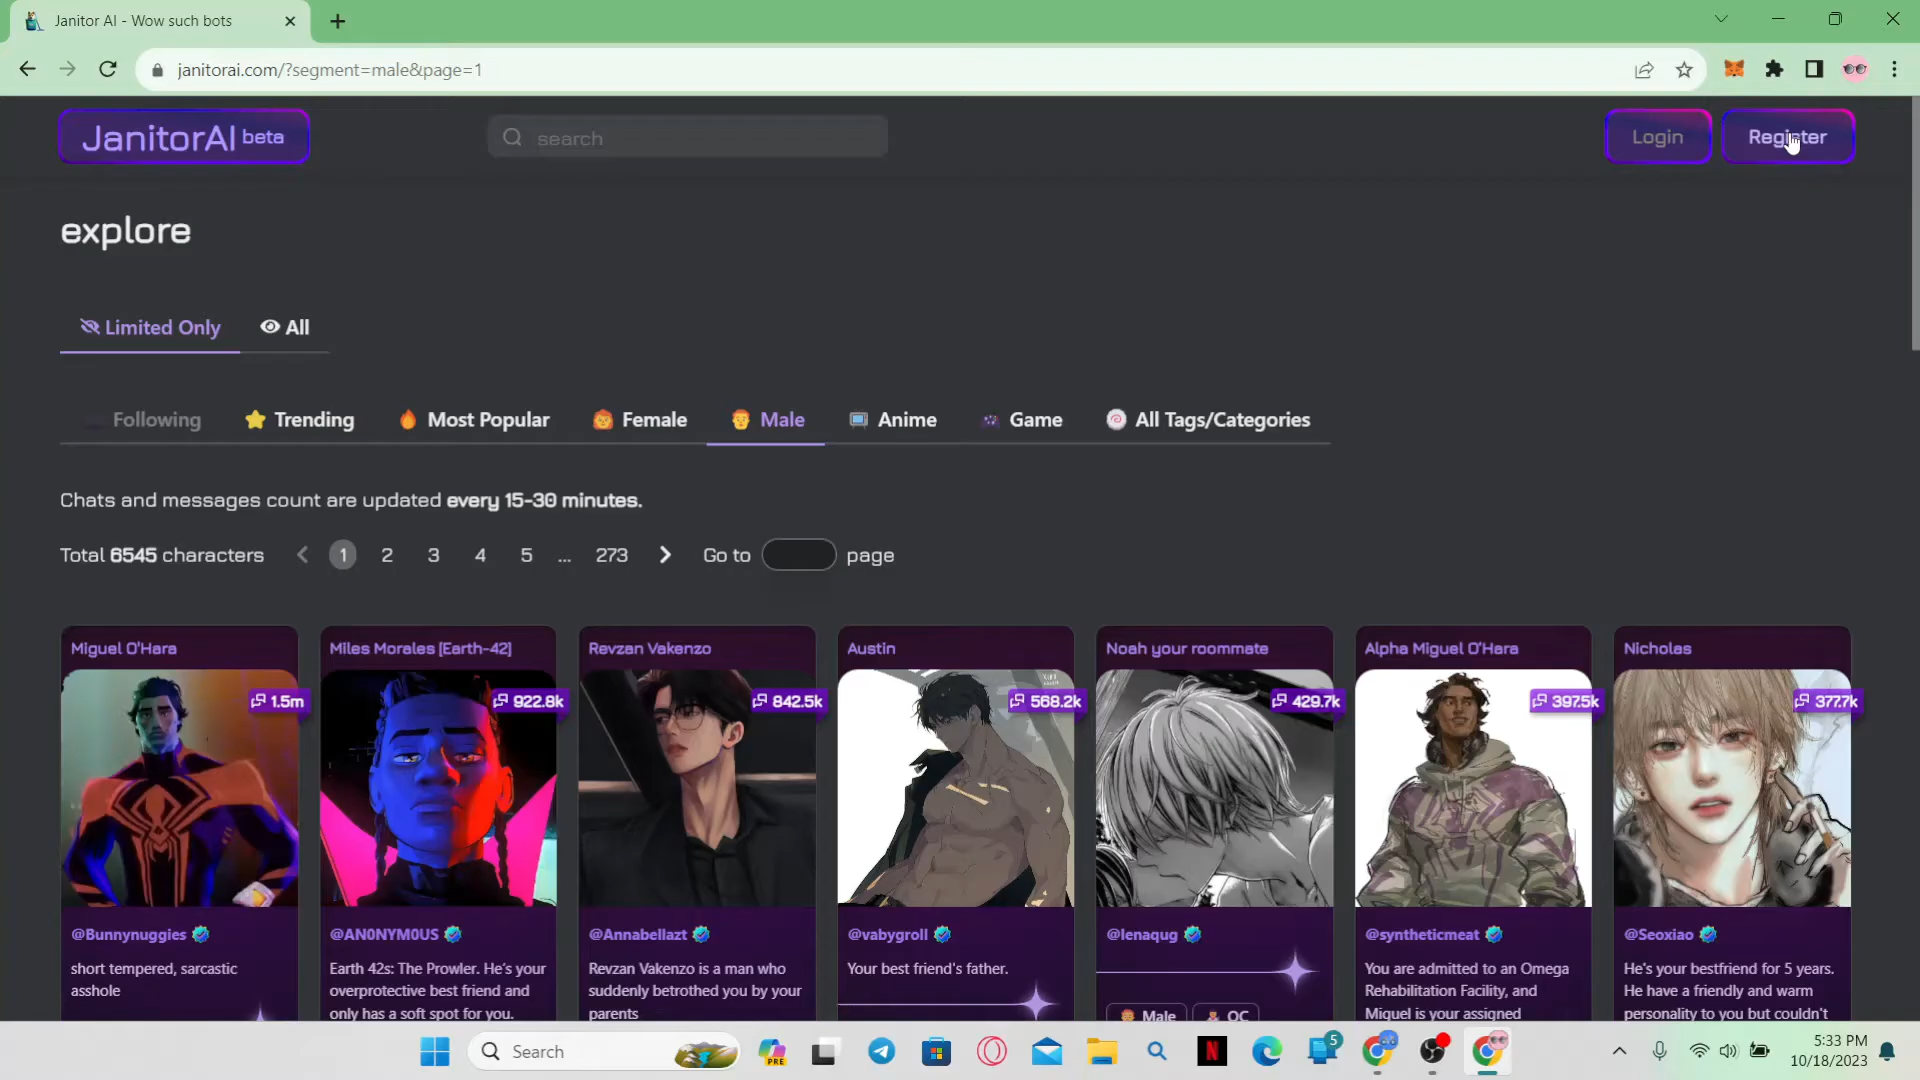 Janitor AI - Wow such bots
janitorai.com/?segment=male&page=1
JanitorAI beta
search
Login
Register
explore
Limited Only
All
Following
Trending
Most Popular
Female
Male
Anime
Game
All Tags/Categories
Chats and messages count are updated every 15-30 minutes.
Total 6545 characters
1 2 3 4 5 ... 273
Go to page
Miguel O'Hara
Miles Morales [Earth-42]
Revzan Vakenzo
Austin
Noah your roommate
Alpha Miguel O'Hara
Nicholas
1.5m
922.8k
842.5k
568.2k
429.7k
397.5k
377.7k
@Bunnynuggies
@AN0NYM0US
@Annabellazt
@vabygroll
@lenaqug
@syntheticmeat
@Seoxiao
short tempered, sarcastic
asshole
Earth 42s: The Prowler. He's your
overprotective best friend and
only has a soft spot for you.
Revzan Vakenzo is a man who
suddenly betrothed you by your
parents
Your best friend's father.
Male
OC
You are admitted to an Omega
Rehabilitation Facility, and
Miguel is your assigned
He's your bestfriend for 5 years.
He have a friendly and warm
personality to you but couldn't
Search
PRE
N
5
5:33 PM
10/18/2023